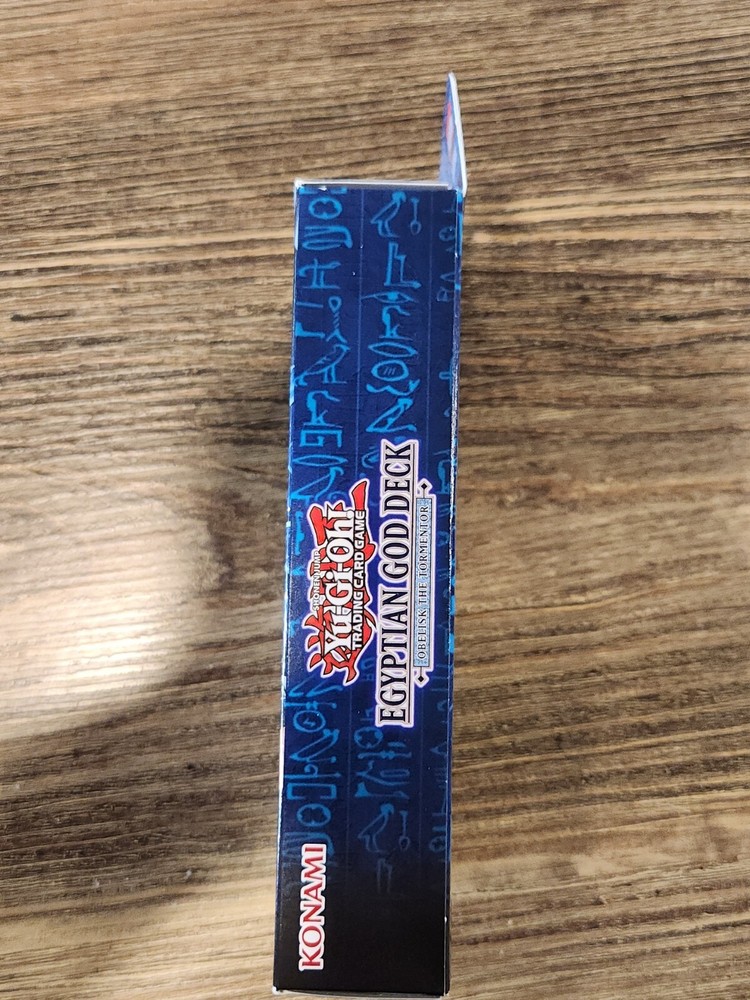 SHONEN JUMP
Yu-Gi-Oh!
TRADING CARD GAME
EGYPTIAN GOD DECK
OBELISK THE TORMENTOR
KONAMI